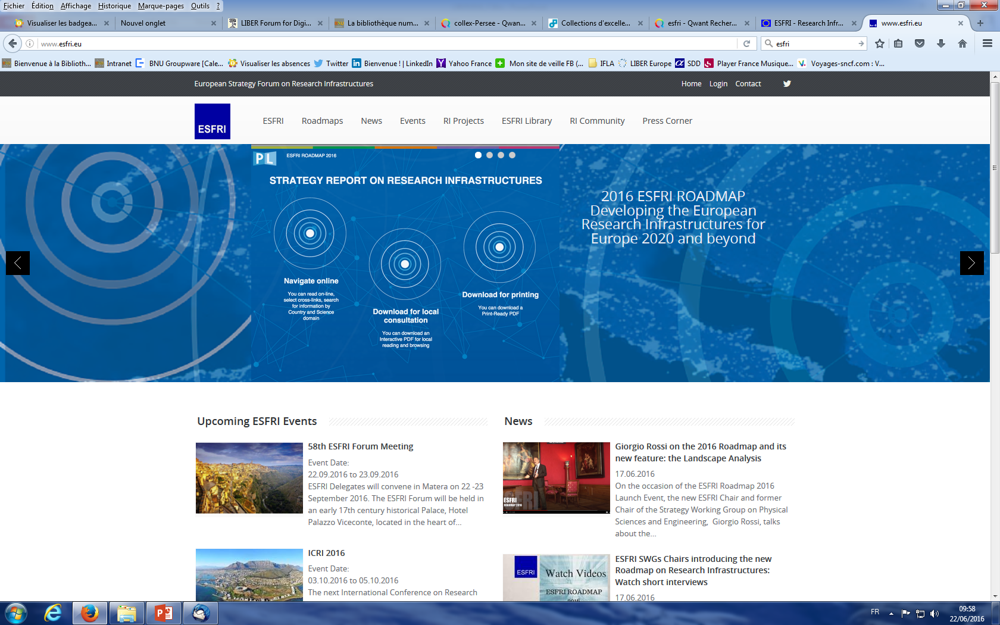 Fichier Édition Affichage Historique Marque-pages Outils ?
Visualiser les badgea... Nouvel onglet LIBER Forum for Digi... La bibliothèque num... collex-Persee - Qwan... Collections d'excelle... esfri - Qwant Recher... ESFRI - Research Infr... www.esfri.eu
www.esfri.eu esfri
Bienvenue à la Biblioth... Intranet BNU Groupware [Cale... Visualiser les absences Twitter Bienvenue ! | LinkedIn Yahoo France Mon site de veille FB (... IFLA LIBER Europe SDD Player France Musique... Voyages-sncf.com : V...
European Strategy Forum on Research Infrastructures Home Login Contact
ESFRI
ESFRI Roadmaps News Events RI Projects ESFRI Library RI Community Press Corner
PL ESFRI ROADMAP 2016
STRATEGY REPORT ON RESEARCH INFRASTRUCTURES
Navigate online
You can read on-line,
select cross-links, search
for information by
Country and Science
domain
Download for local
consultation
You can download an
Interactive PDF for local
reading and browsing
Download for printing
You can download a
Print-Ready PDF
2016 ESFRI ROADMAP
Developing the European
Research Infrastructures for
Europe 2020 and beyond
Upcoming ESFRI Events
58th ESFRI Forum Meeting
Event Date:
22.09.2016 to 23.09.2016
ESFRI Delegates will convene in Matera on 22 -23
September 2016. The ESFRI Forum will be held in
an early 17th century historical Palace, Hotel
Palazzo Viceconte, located in the heart of...
ICRI 2016
Event Date:
03.10.2016 to 05.10.2016
The next International Conference on Research
News
ESFRI
ROADMAP 2016
Giorgio Rossi on the 2016 Roadmap and its
new feature: the Landscape Analysis
17.06.2016
On the occasion of the ESFRI Roadmap 2016
Launch Event, the new ESFRI Chair and former
Chair of the Strategy Working Group on Physical
Sciences and Engineering, Giorgio Rossi, talks
about the...
ESFRI
Watch Videos
ESFRI ROADMAP
2016
ESFRI SWGs Chairs introducing the new
Roadmap on Research Infrastructures:
Watch short interviews
17.06.2016
FR
09:58
22/06/2016